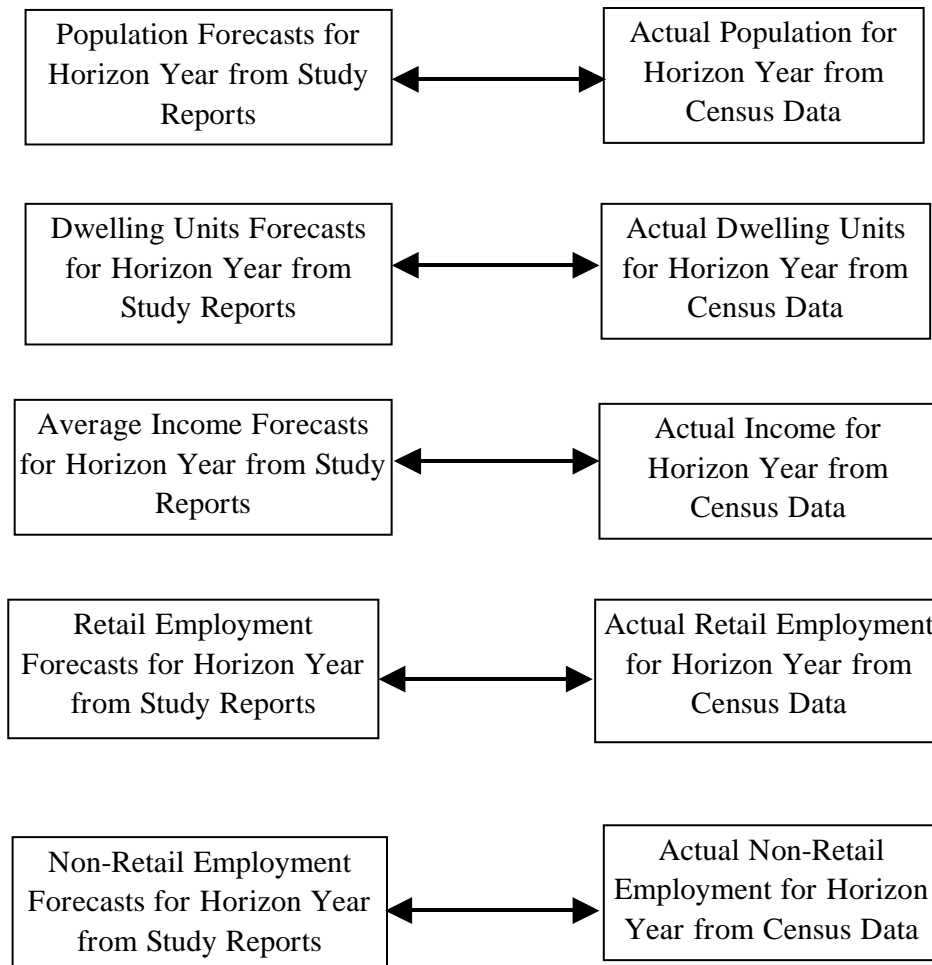 Population Forecasts for
Horizon Year from Study
Reports
Actual Population for
Horizon Year from
Census Data
Dwelling Units Forecasts
for Horizon Year from
Study Reports
Actual Dwelling Units
for Horizon Year from
Census Data
Average Income Forecasts
for Horizon Year from Study
Reports
Actual Income for
Horizon Year from
Census Data
Retail Employment
Forecasts for Horizon Year
from Study Reports
Actual Retail Employment
for Horizon Year from
Census Data
Non-Retail Employment
Forecasts for Horizon Year
from Study Reports
Actual Non-Retail
Employment for Horizon
Year from Census Data